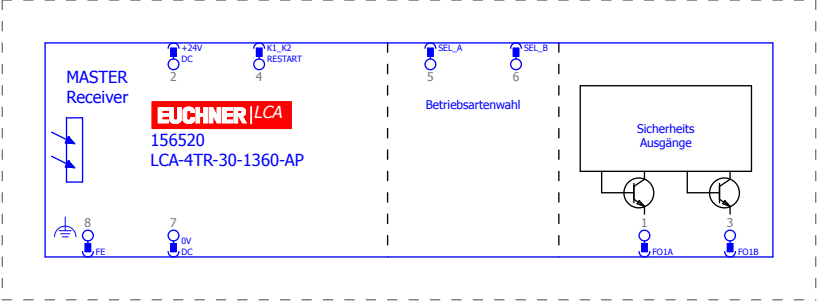 +24V
DC
2
K1_K2
RESTART
4
SEL_A
5
SEL_B
6
MASTER
Receiver
EUCHNER LCA
156520
LCA-4TR-30-1360-AP
Betriebsartenwahl
Sicherheits
Ausgänge
8
FE
7
0V
DC
1
FO1A
3
FO1B